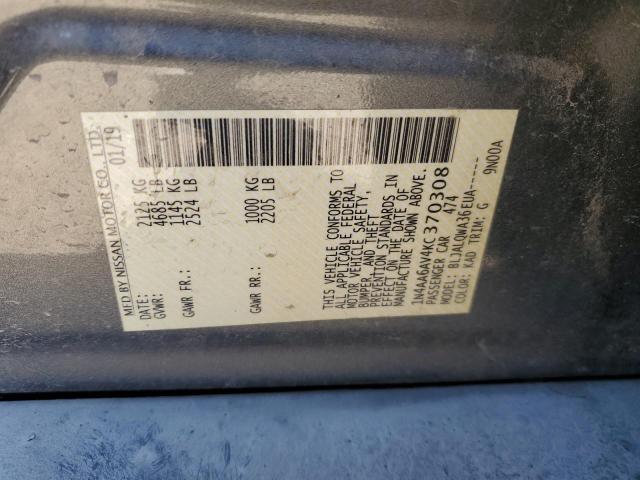 MFD BY NISSAN MOTOR CO., LTD.
DATE: 01/19
GVWR: 2125 KG
4685 LB
GAWR FR.: 1145 KG
2524 LB
GAWR RR.: 1000 KG
2205 LB
THIS VEHICLE CONFORMS TO
ALL APPLICABLE FEDERAL
MOTOR VEHICLE SAFETY,
BUMPER AND THEFT
PREVENTION STANDARDS IN
EFFECT ON THE DATE OF
MANUFACTURE SHOWN ABOVE.
1N4AA6AV4KC370308
PASSENGER CAR 474
MODEL: BLJALQWA36EUA-----
COLOR: KAD TRIM: G 9N00A